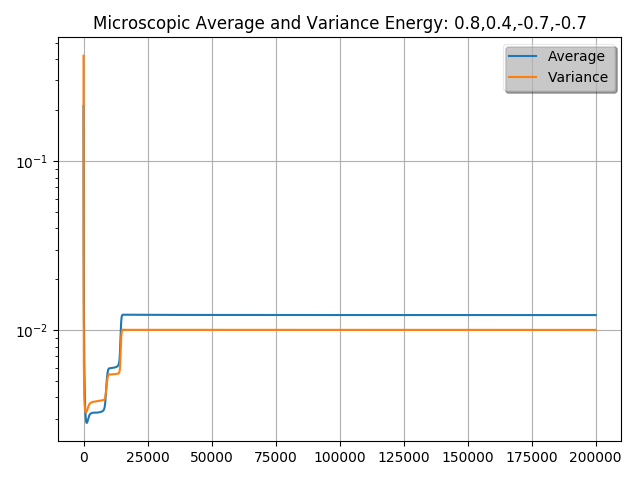 Microscopic Average and Variance Energy: 0.8,0.4,-0.7,-0.7
Average
Variance
10⁻¹
10⁻²
0 25000 50000 75000 100000 125000 150000 175000 200000